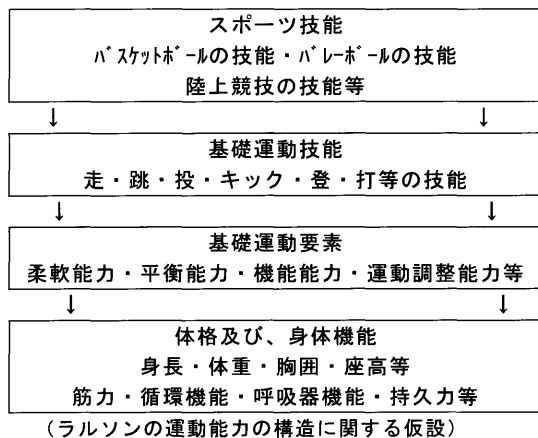 スポーツ技能
バスケットボールの技能・バレーボールの技能
陸上競技の技能等
↓ ↓
基礎運動技能
走・跳・投・キック・登・打等の技能
↓ ↓
基礎運動要素
柔軟能力・平衡能力・機能能力・運動調整能力等
↓ ↓
体格及び、身体機能
身長・体重・胸囲・座高等
筋力・循環機能・呼吸器機能・持久力等
(ラルソンの運動能力の構造に関する仮設)